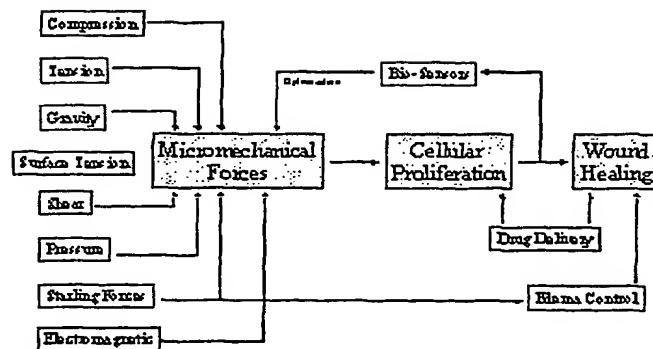 Compression
Tension
Gravity
Surface Tension
Shear
Pressure
Starling Forces
Electromagnetic
Micromechanical
Forces
Bio-Sensors
Cellular
Proliferation
Wound
Healing
Drug Delivery
Edema Control